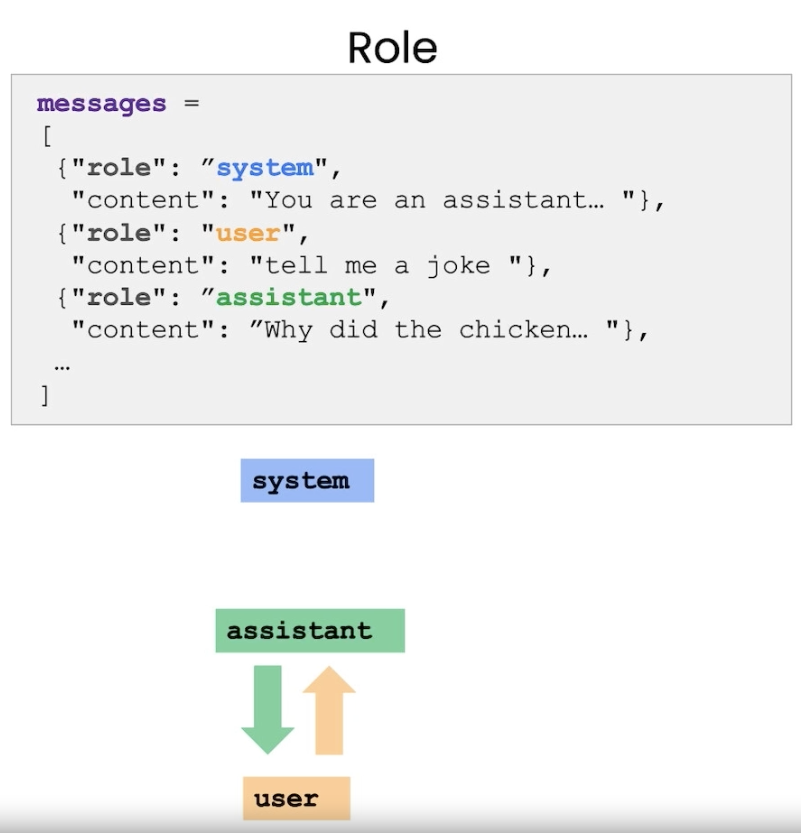 Role
messages =
[
{"role": ”system",
"content": "You are an assistant… "},
{"role": "user",
"content": "tell me a joke "},
{"role": ”assistant",
"content": ”Why did the chicken… "},
…
]
system
assistant
user